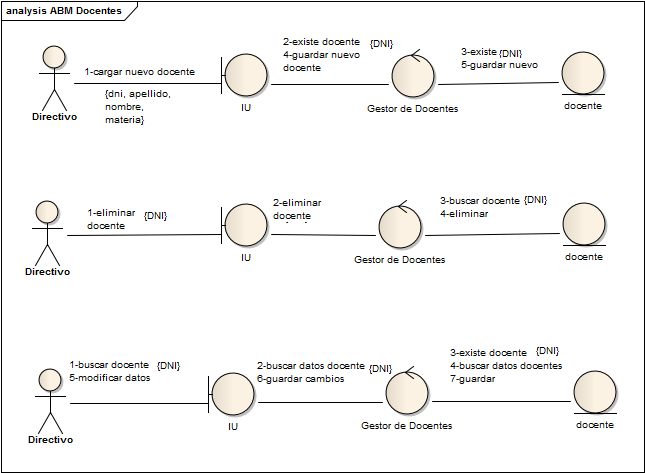 analysis ABM Docentes
1-cargar nuevo docente
{dni, apellido,
nombre,
materia}
Directivo
2-existe docente {DNI}
4-guardar nuevo
docente
IU
3-existe {DNI}
5-guardar nuevo
Gestor de Docentes
docente
1-eliminar {DNI}
docente
Directivo
2-eliminar
docente
IU
3-buscar docente {DNI}
4-eliminar
Gestor de Docentes
docente
1-buscar docente {DNI}
5-modificar datos
Directivo
2-buscar datos docente {DNI}
6-guardar cambios
IU
3-existe docente {DNI}
4-buscar datos docentes
7-guardar
Gestor de Docentes
docente